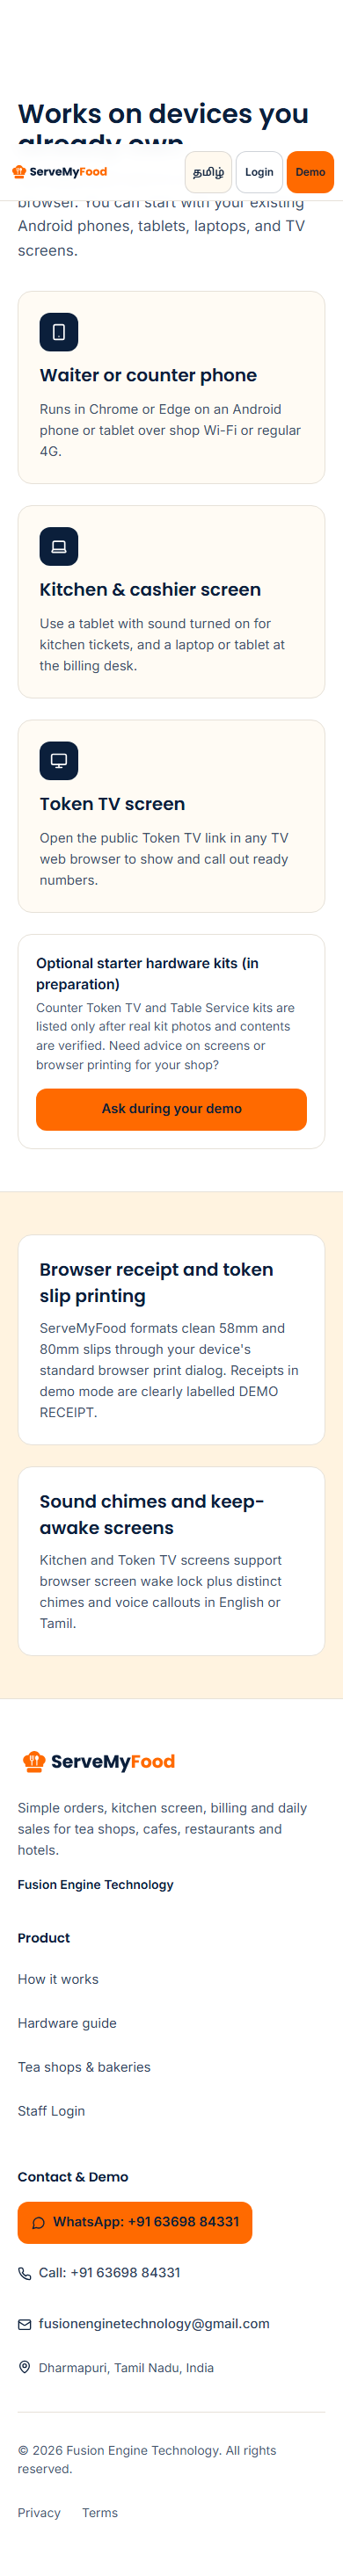 Works on devices you
already own
ServeMyFood
தமிழ்
Login
Demo
browser. You can start with your existing
Android phones, tablets, laptops, and TV
screens.
Waiter or counter phone
Runs in Chrome or Edge on an Android
phone or tablet over shop Wi-Fi or regular
4G.
Kitchen & cashier screen
Use a tablet with sound turned on for
kitchen tickets, and a laptop or tablet at
the billing desk.
Token TV screen
Open the public Token TV link in any TV
web browser to show and call out ready
numbers.
Optional starter hardware kits (in
preparation)
Counter Token TV and Table Service kits are
listed only after real kit photos and contents
are verified. Need advice on screens or
browser printing for your shop?
Ask during your demo
Browser receipt and token
slip printing
ServeMyFood formats clean 58mm and
80mm slips through your device's
standard browser print dialog. Receipts in
demo mode are clearly labelled DEMO
RECEIPT.
Sound chimes and keep-
awake screens
Kitchen and Token TV screens support
browser screen wake lock plus distinct
chimes and voice callouts in English or
Tamil.
ServeMyFood
Simple orders, kitchen screen, billing and daily
sales for tea shops, cafes, restaurants and
hotels.
Fusion Engine Technology
Product
How it works
Hardware guide
Tea shops & bakeries
Staff Login
Contact & Demo
WhatsApp: +91 63698 84331
Call: +91 63698 84331
fusionenginetechnology@gmail.com
Dharmapuri, Tamil Nadu, India
© 2026 Fusion Engine Technology. All rights
reserved.
Privacy
Terms